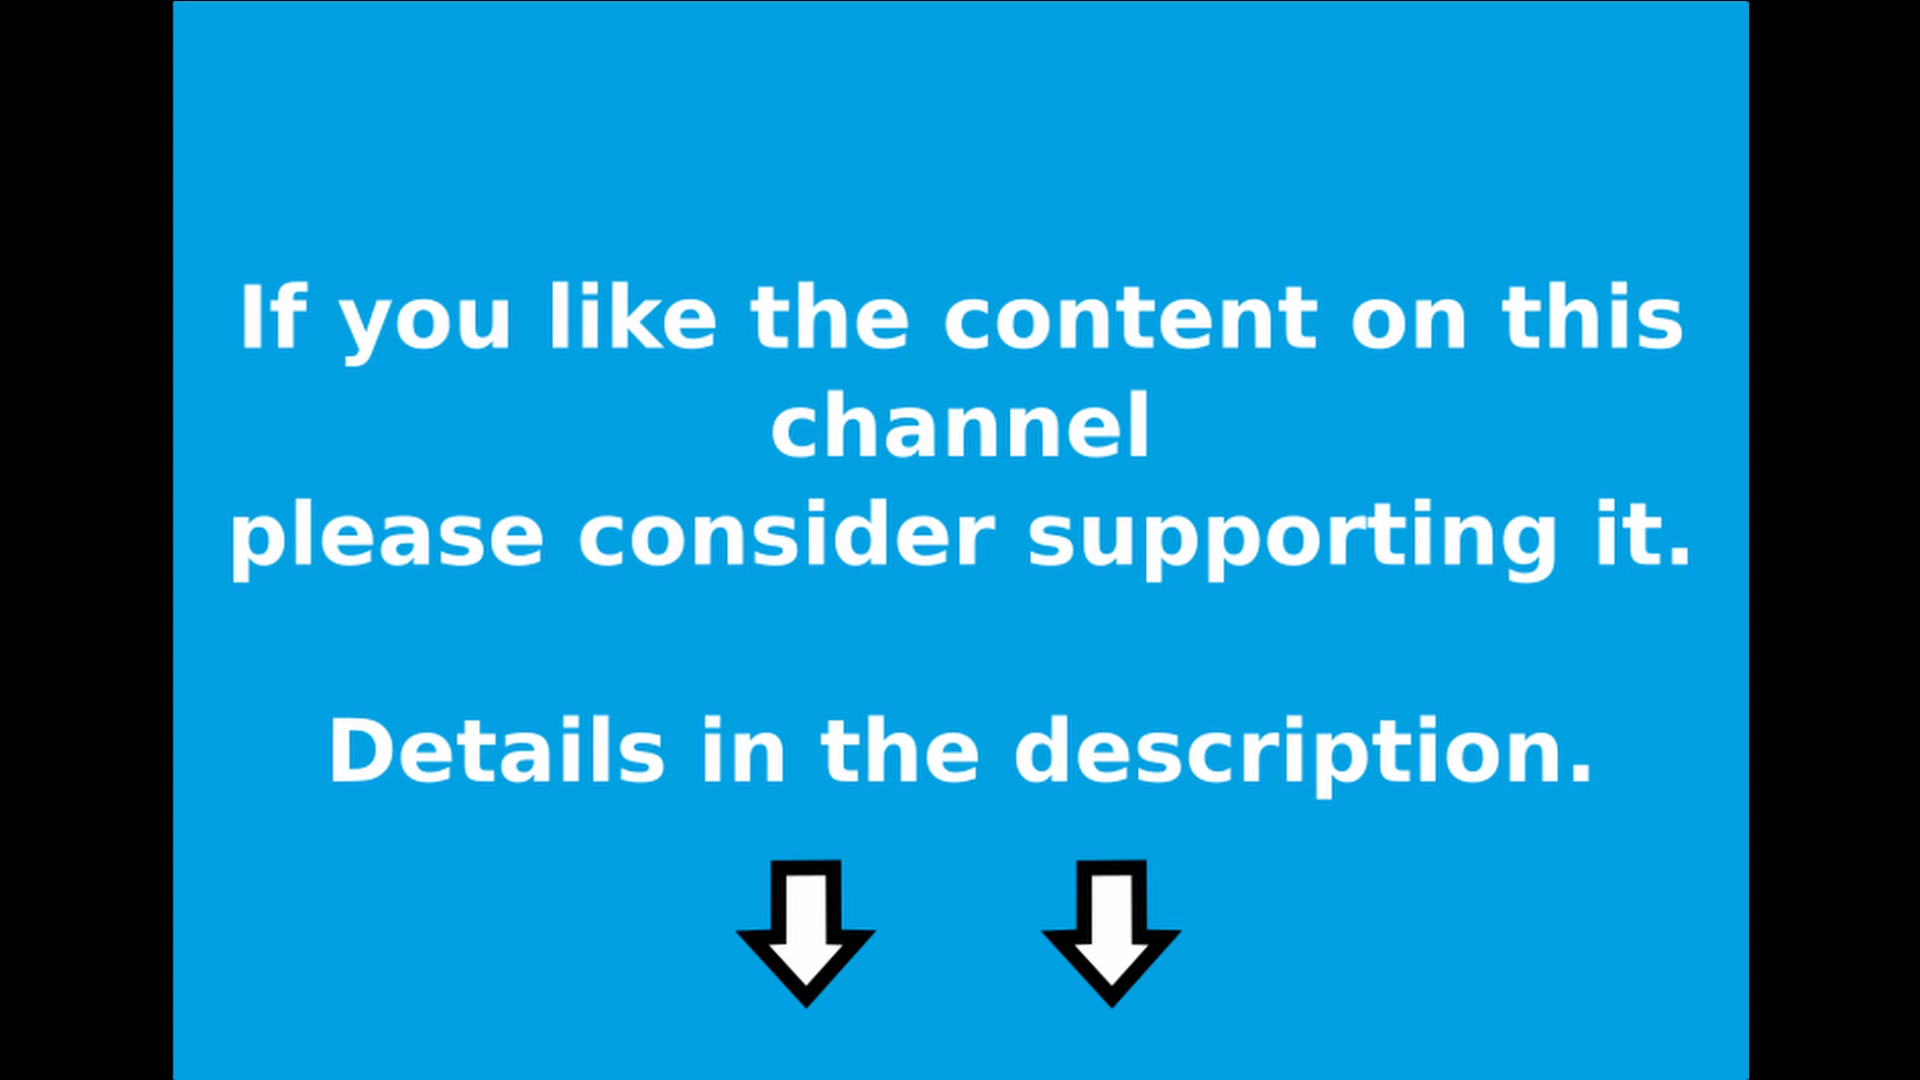 If you like the content on this
channel
please consider supporting it.
Details in the description.